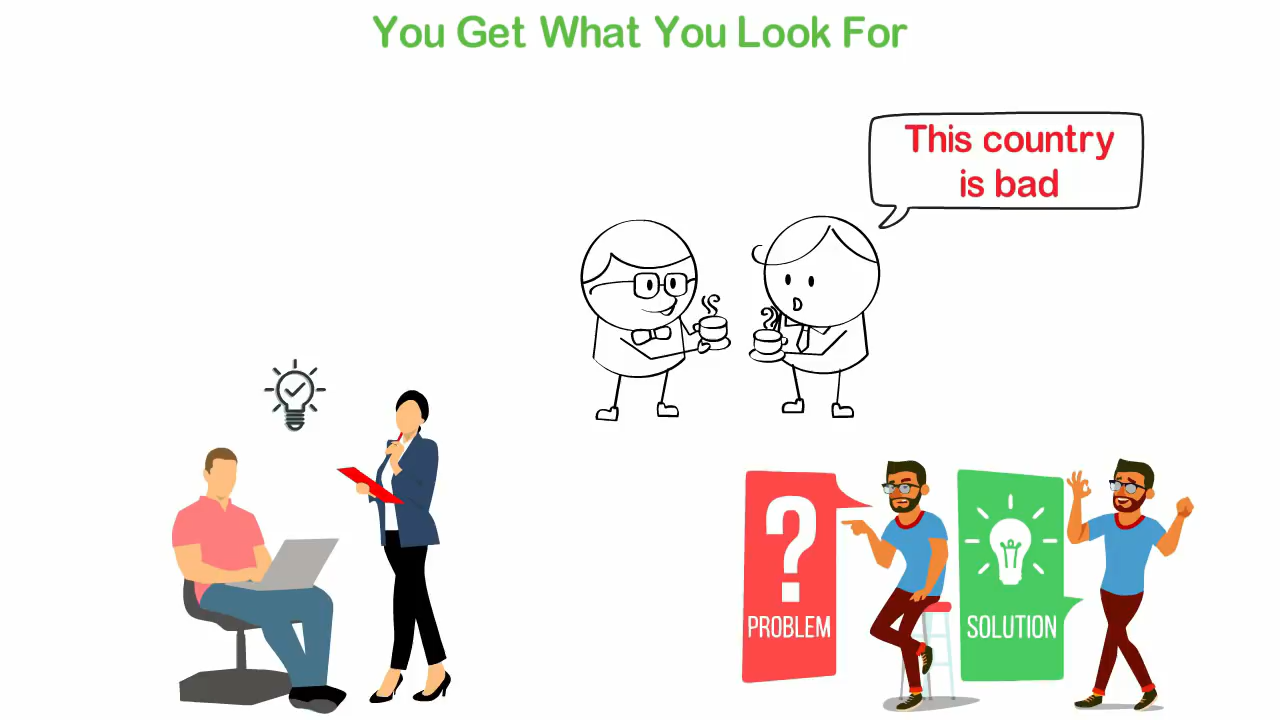 You Get What You Look For
This country
is bad
PROBLEM
SOLUTION